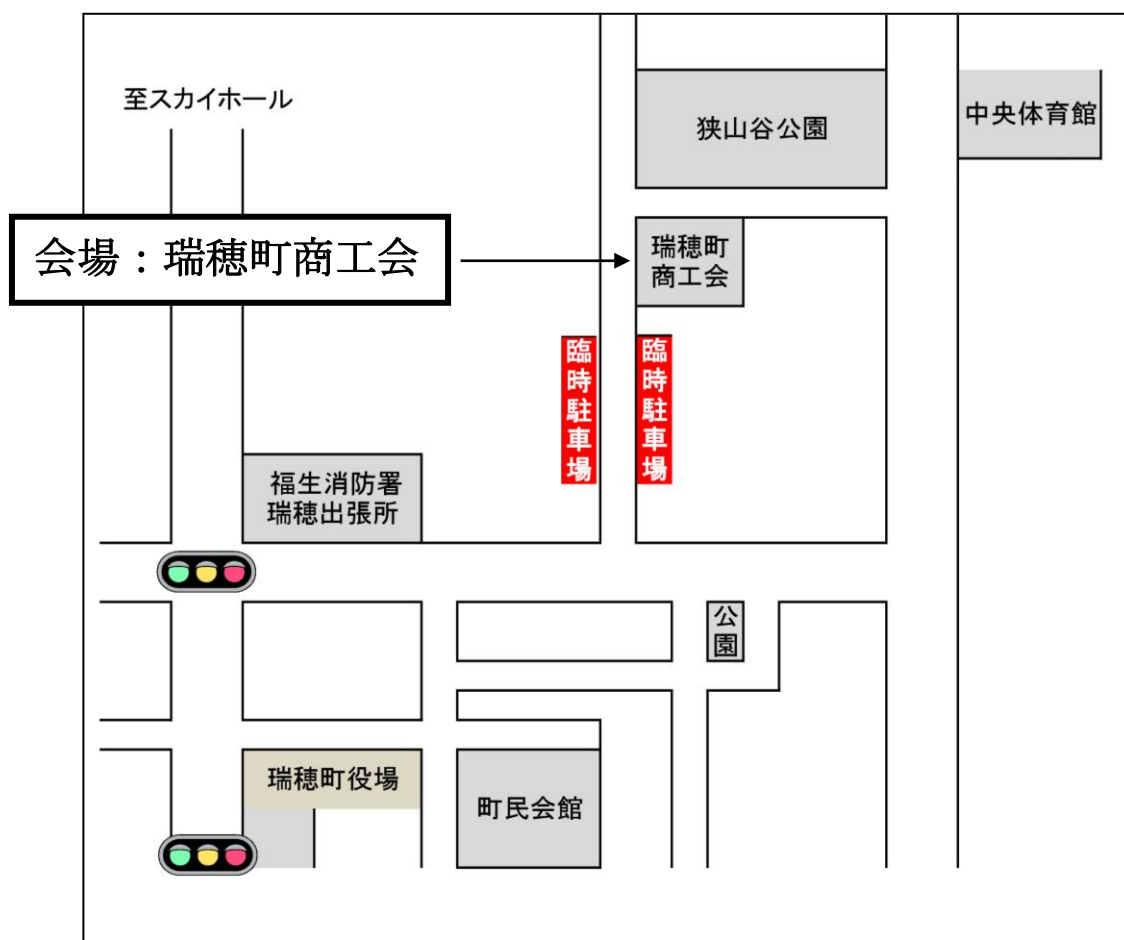 至スカイホール
狭山谷公園
中央体育館
会場：瑞穂町商工会
瑞穂町
商工会
臨時駐車場
臨時駐車場
福生消防署
瑞穂出張所
公園
瑞穂町役場
町民会館